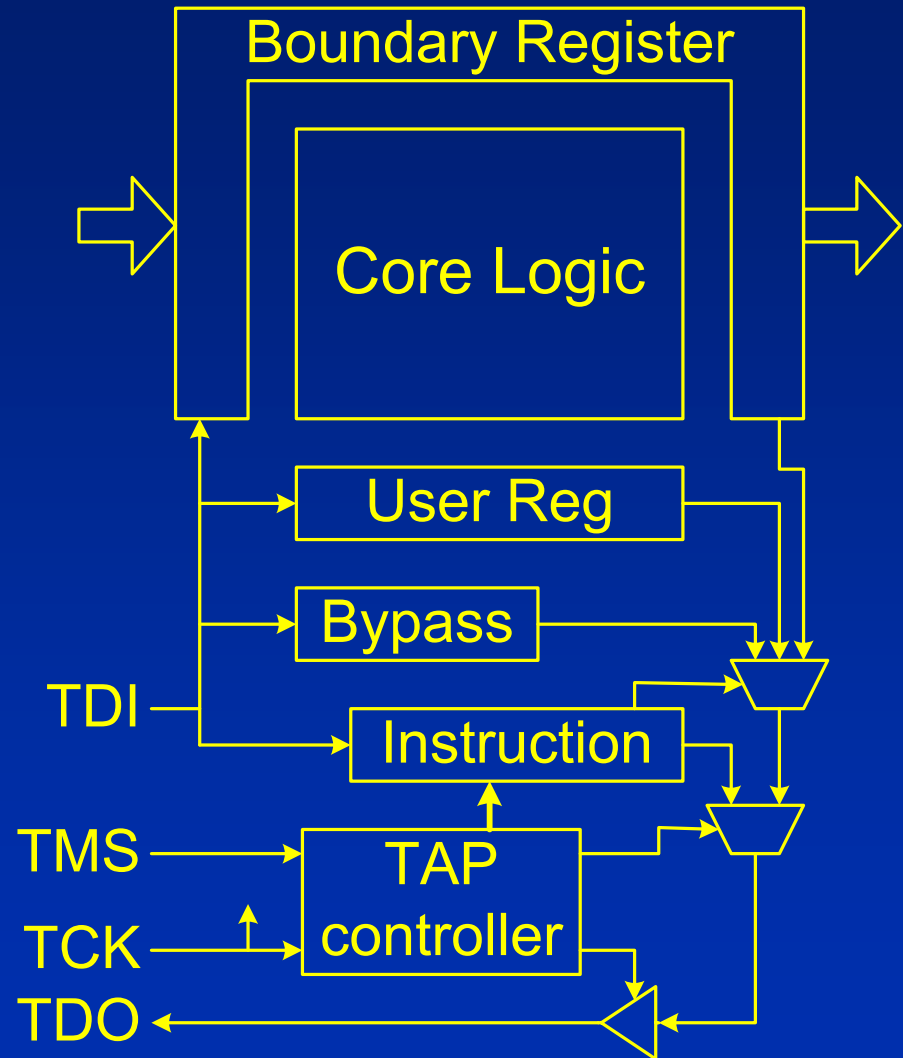 Boundary Register
Core Logic
User Reg
Bypass
TDI
Instruction
TMS
TAP
controller
TCK
TDO